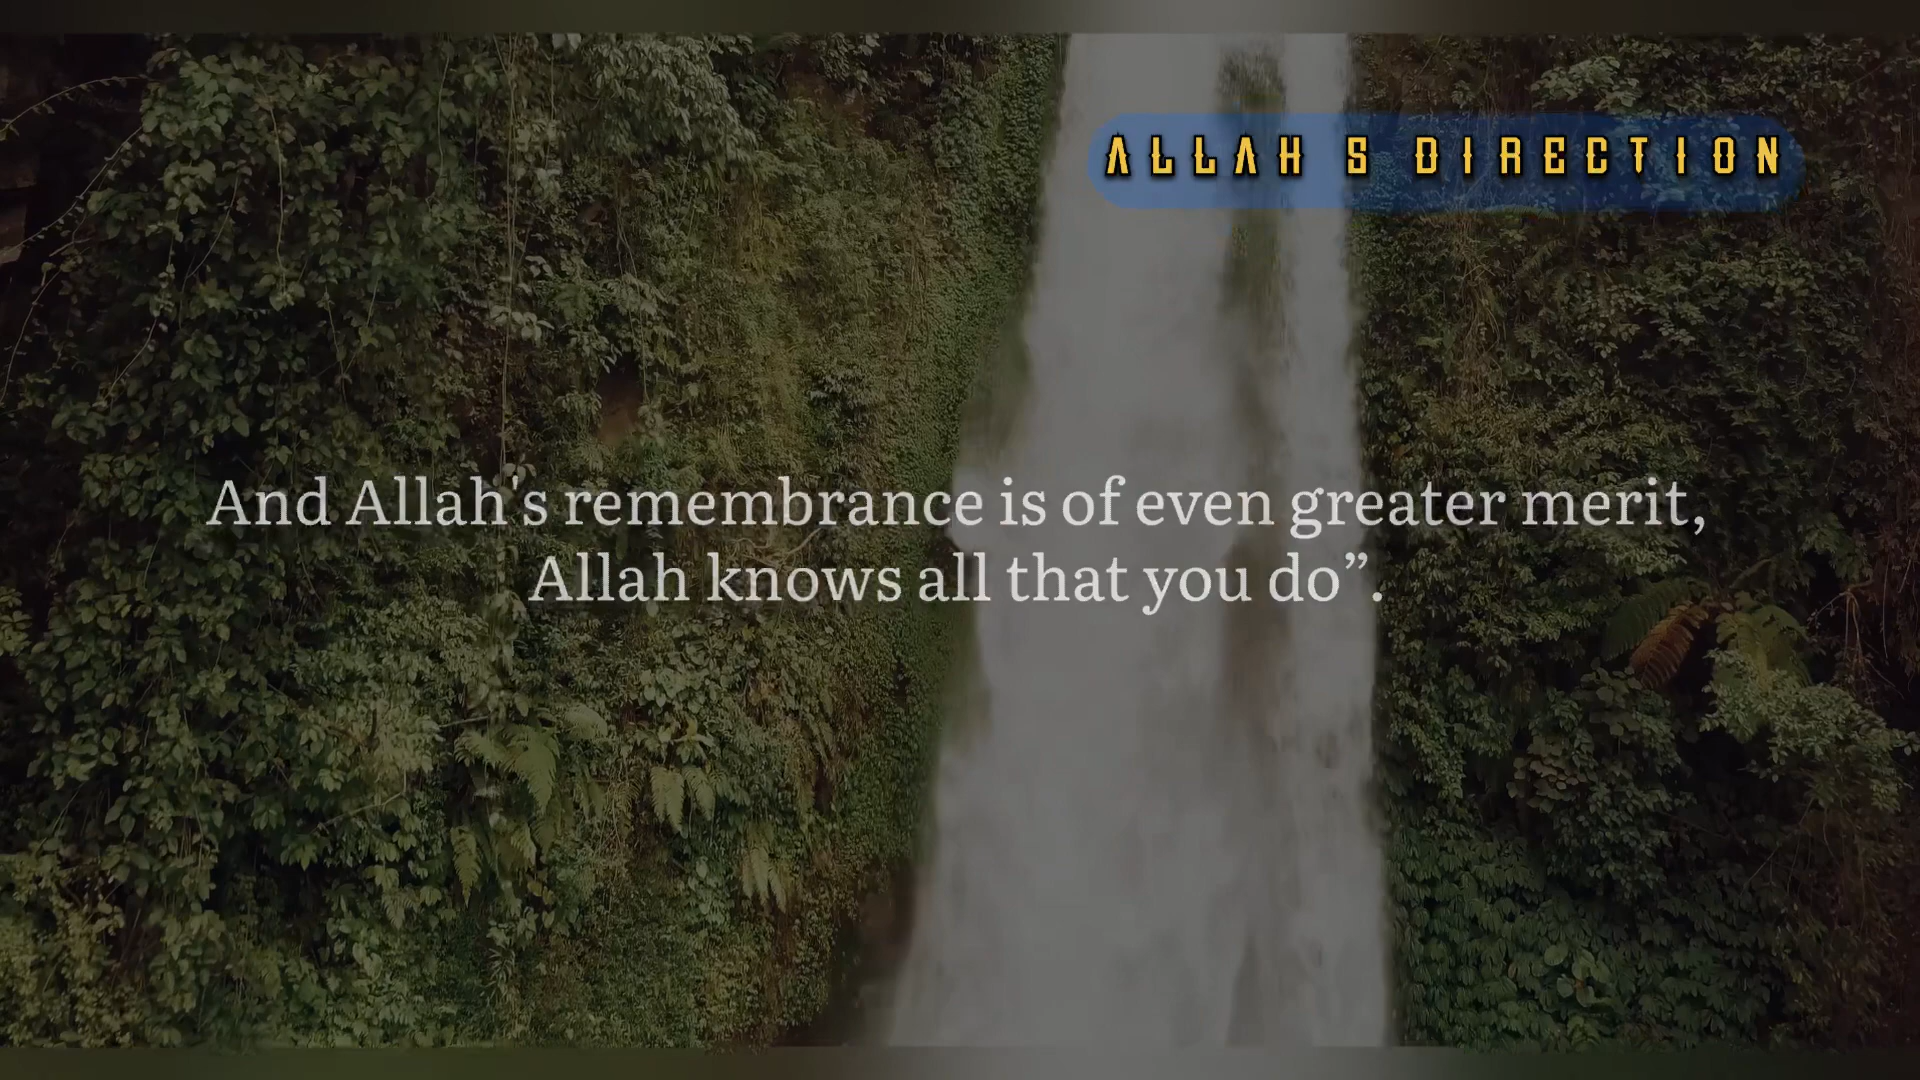 ALLAH S DIRECTION
And Allah's remembrance is of even greater merit,
Allah knows all that you do”.